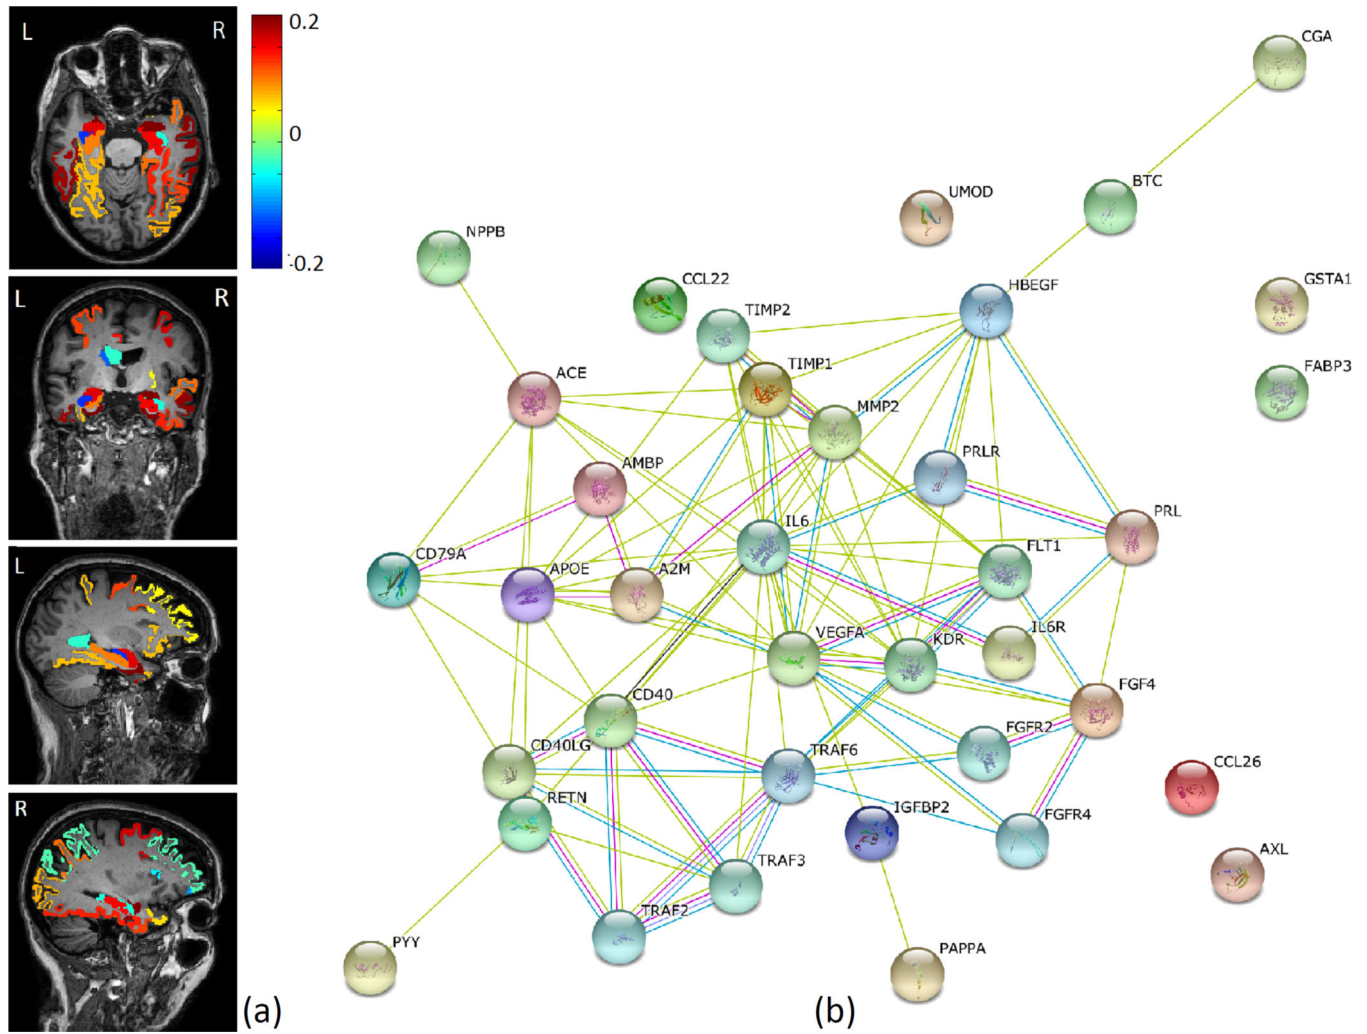 L
R
0.2
0
-0.2
L
R
L
R
(a)
CGA
BTC
UMOD
NPPB
GSTA1
CCL22
HBEGF
TIMP2
FABP3
TIMP1
ACE
MMP2
AMBP
PRLR
PRL
IL6
CD79A
APOE
A2M
FLT1
VEGFA
KDR
IL6R
CD40
FGF4
CD40LG
TRAF6
FGFR2
CCL26
RETN
IGFBP2
FGFR4
TRAF3
AXL
TRAF2
PYY
PAPPA
(b)